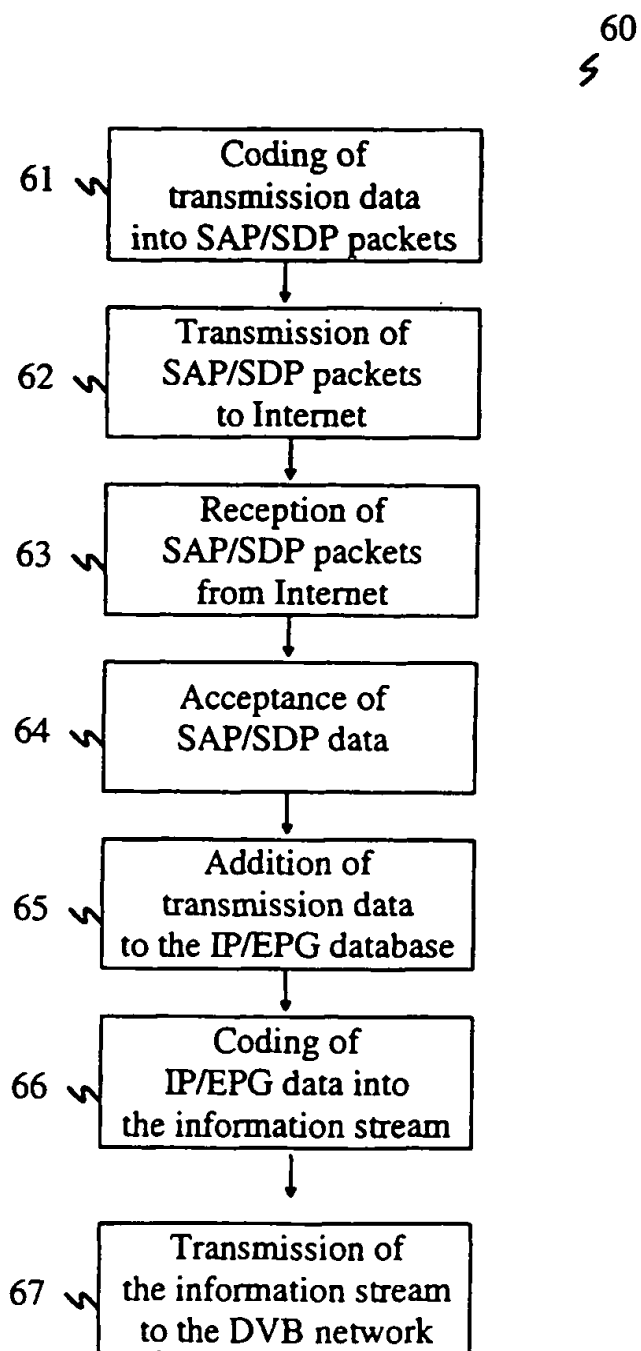 60
61
Coding of
transmission data
into SAP/SDP packets
62
Transmission of
SAP/SDP packets
to Internet
63
Reception of
SAP/SDP packets
from Internet
64
Acceptance of
SAP/SDP data
65
Addition of
transmission data
to the IP/EPG database
66
Coding of
IP/EPG data into
the information stream
67
Transmission of
the information stream
to the DVB network